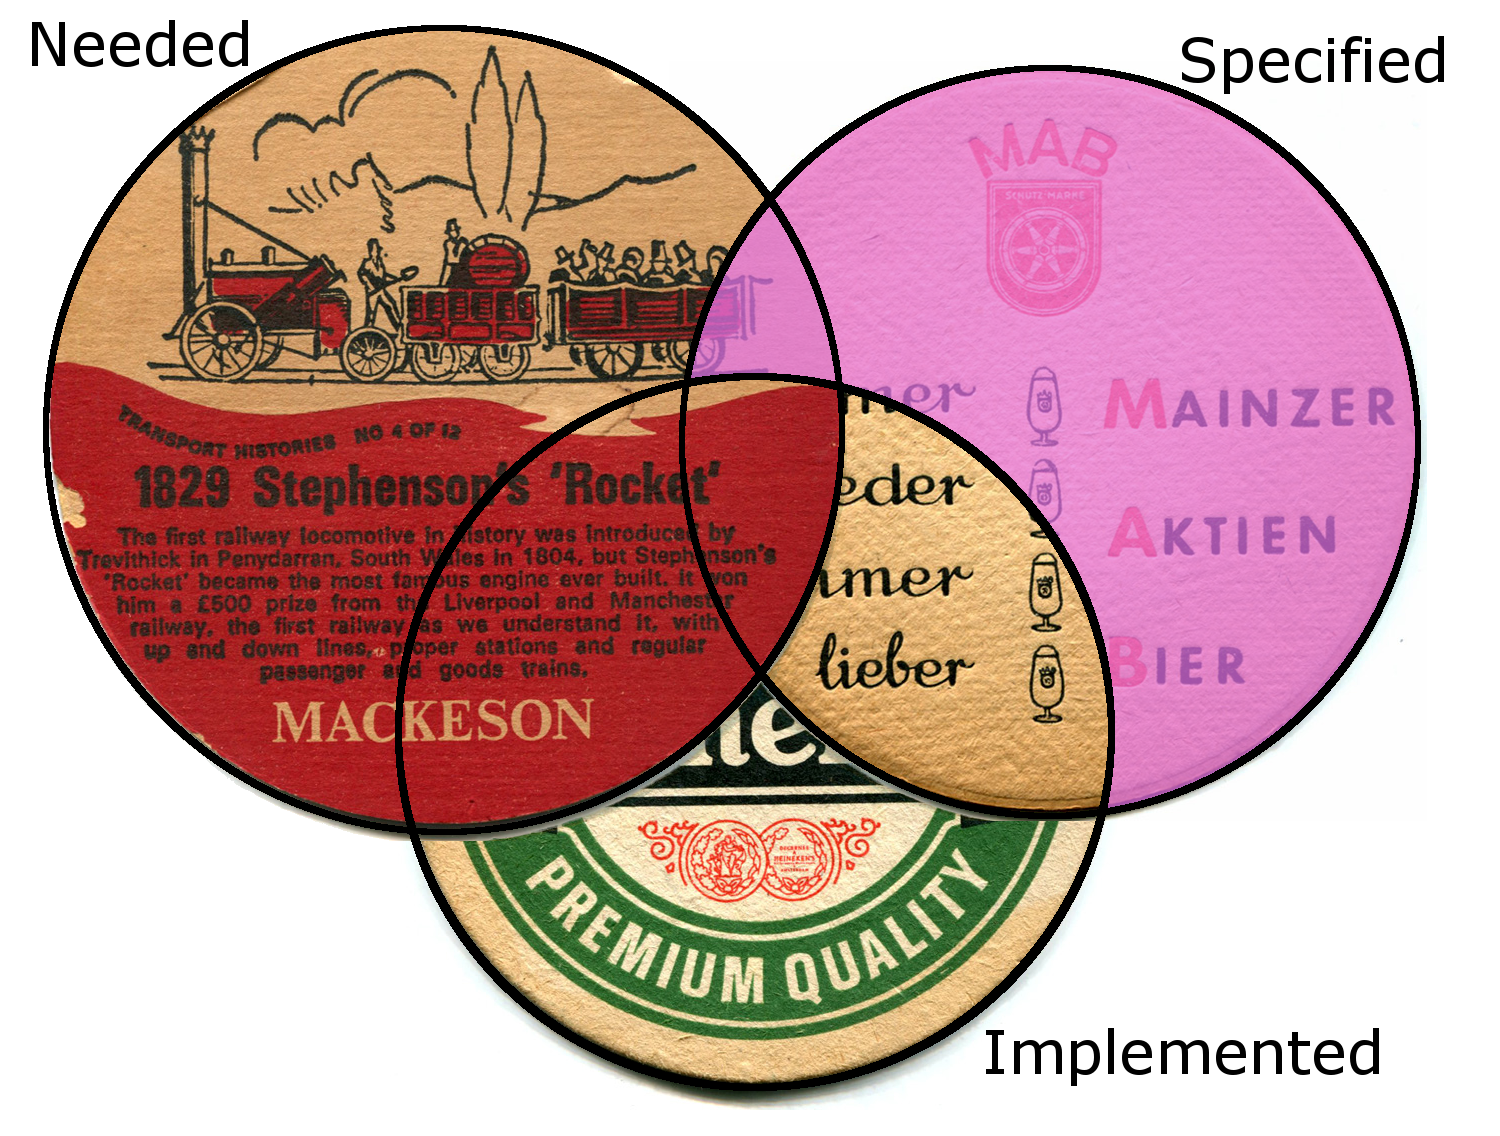 Needed
Specified
MAB
SCHUTZ-MARKE
TRANSPORT HISTORIES NO 4 OF 12
1829 Stephenson's 'Rocket'
The first railway locomotive in history was introduced by
Trevithick in Penydarran, South Wales in 1804, but Stephenson's
'Rocket' became the most famous engine ever built. It won
him a £500 prize from the Liverpool and Manchester
railway, the first railway as we understand it, with
up and down lines, proper stations and regular
passenger and goods trains.
MACKESON
mer
eder
mmer
lieber
MAINZER
AKTIEN
BIER
HEINEKEN'S
PREMIUM QUALITY
Implemented